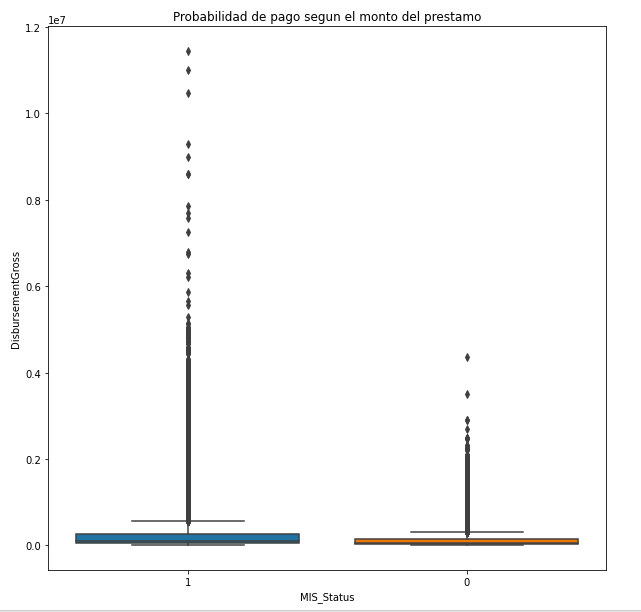 Probabilidad de pago segun el monto del prestamo
1e7
1.2
1.0
0.8
0.6
0.4
0.2
0.0
DisbursementGross
1
0
MIS_Status